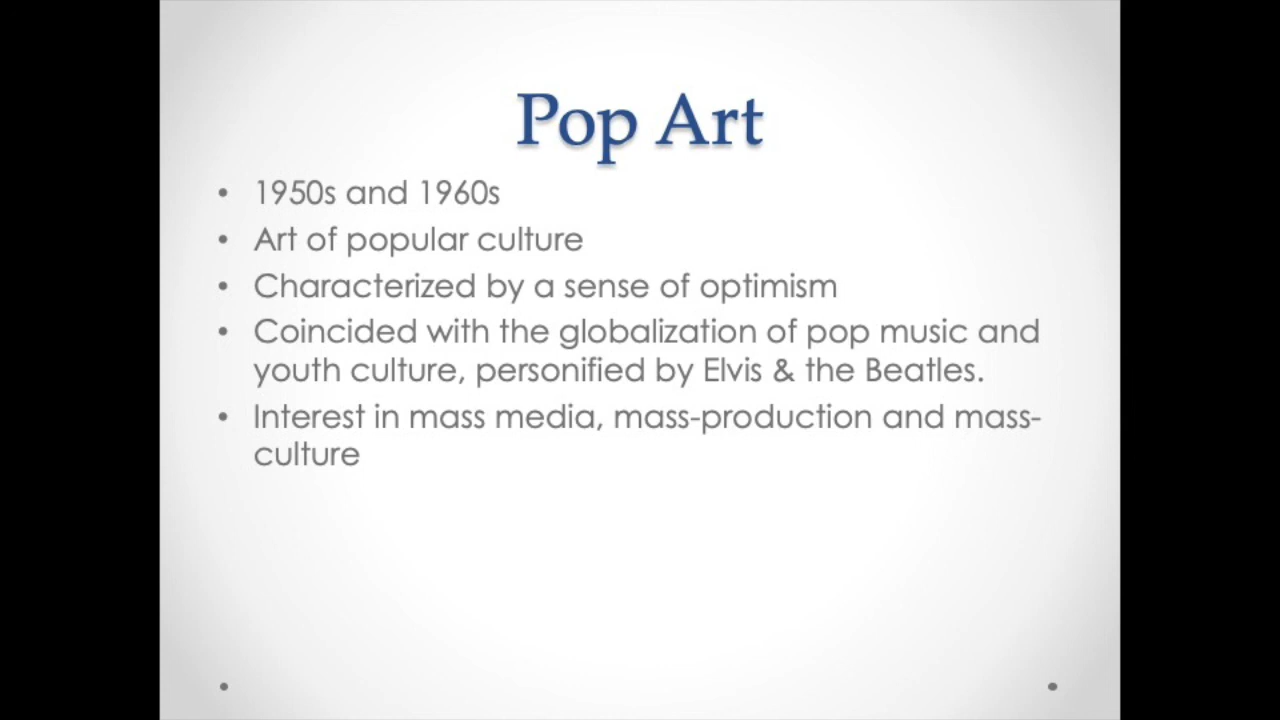 Pop Art
• 1950s and 1960s
• Art of popular culture
• Characterized by a sense of optimism
• Coincided with the globalization of pop music and
youth culture, personified by Elvis & the Beatles.
• Interest in mass media, mass-production and mass-
culture